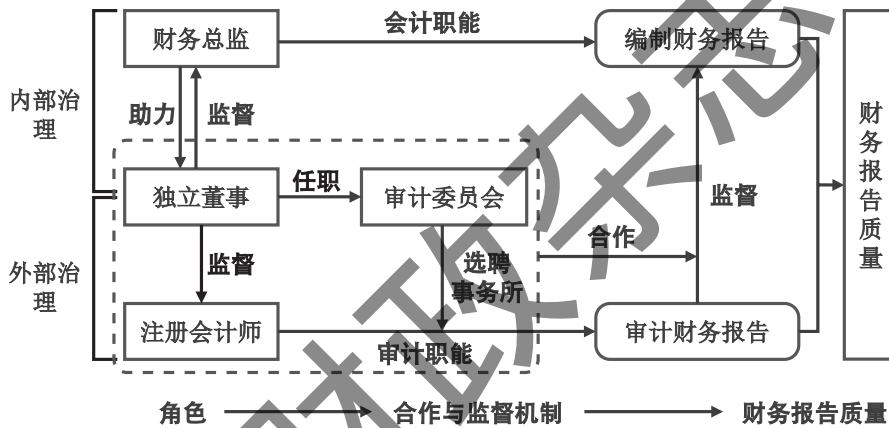 财务总监
会计职能
编制财务报告
内部治
理
助力
监督
独立董事
任职
审计委员会
监督
合作
监督
选聘
事务所
外部治
理
注册会计师
审计职能
审计财务报告
财
务
报
告
质
量
角色
合作与监督机制
财务报告质量
财政杂志